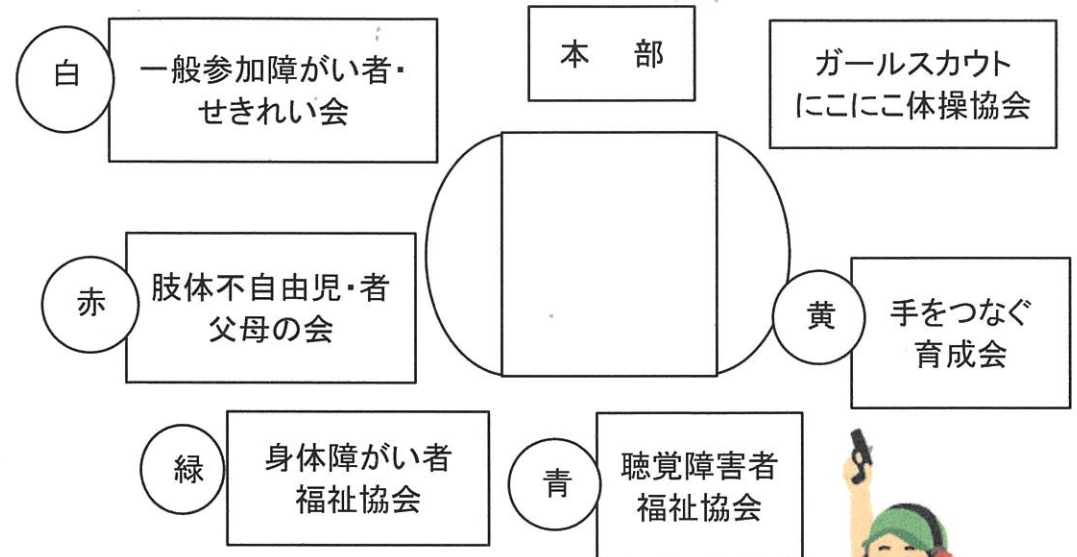 白
一般参加障がい者・
せきれい会
本　部
ガールスカウト
にこにこ体操協会
赤
肢体不自由児・者
父母の会
黄
手をつなぐ
育成会
緑
身体障がい者
福祉協会
青
聴覚障害者
福祉協会